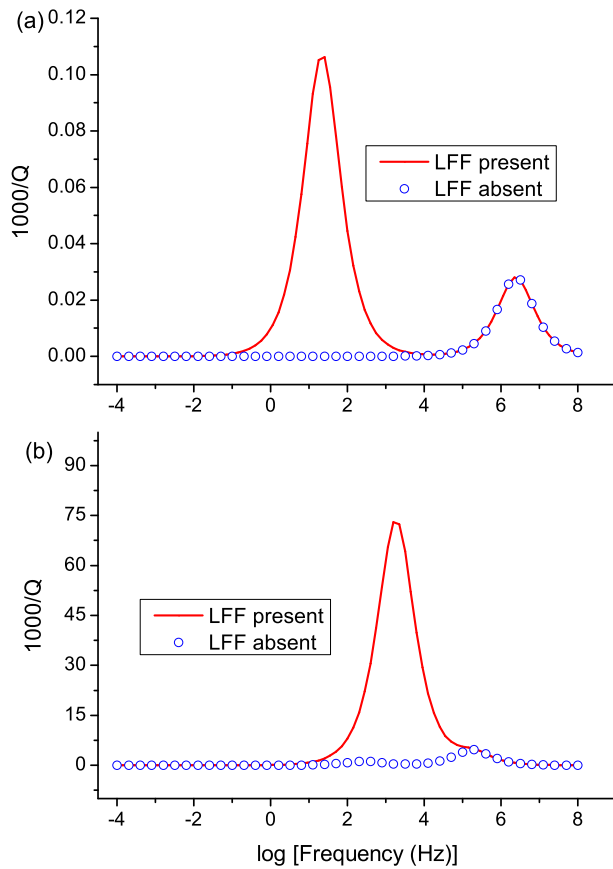 (a)
0.12
0.10
0.08
0.06
0.04
0.02
0.00
1000/Q
LFF present
LFF absent
-4 -2 0 2 4 6 8
(b)
90
75
60
45
30
15
0
1000/Q
LFF present
LFF absent
-4 -2 0 2 4 6 8
log [Frequency (Hz)]